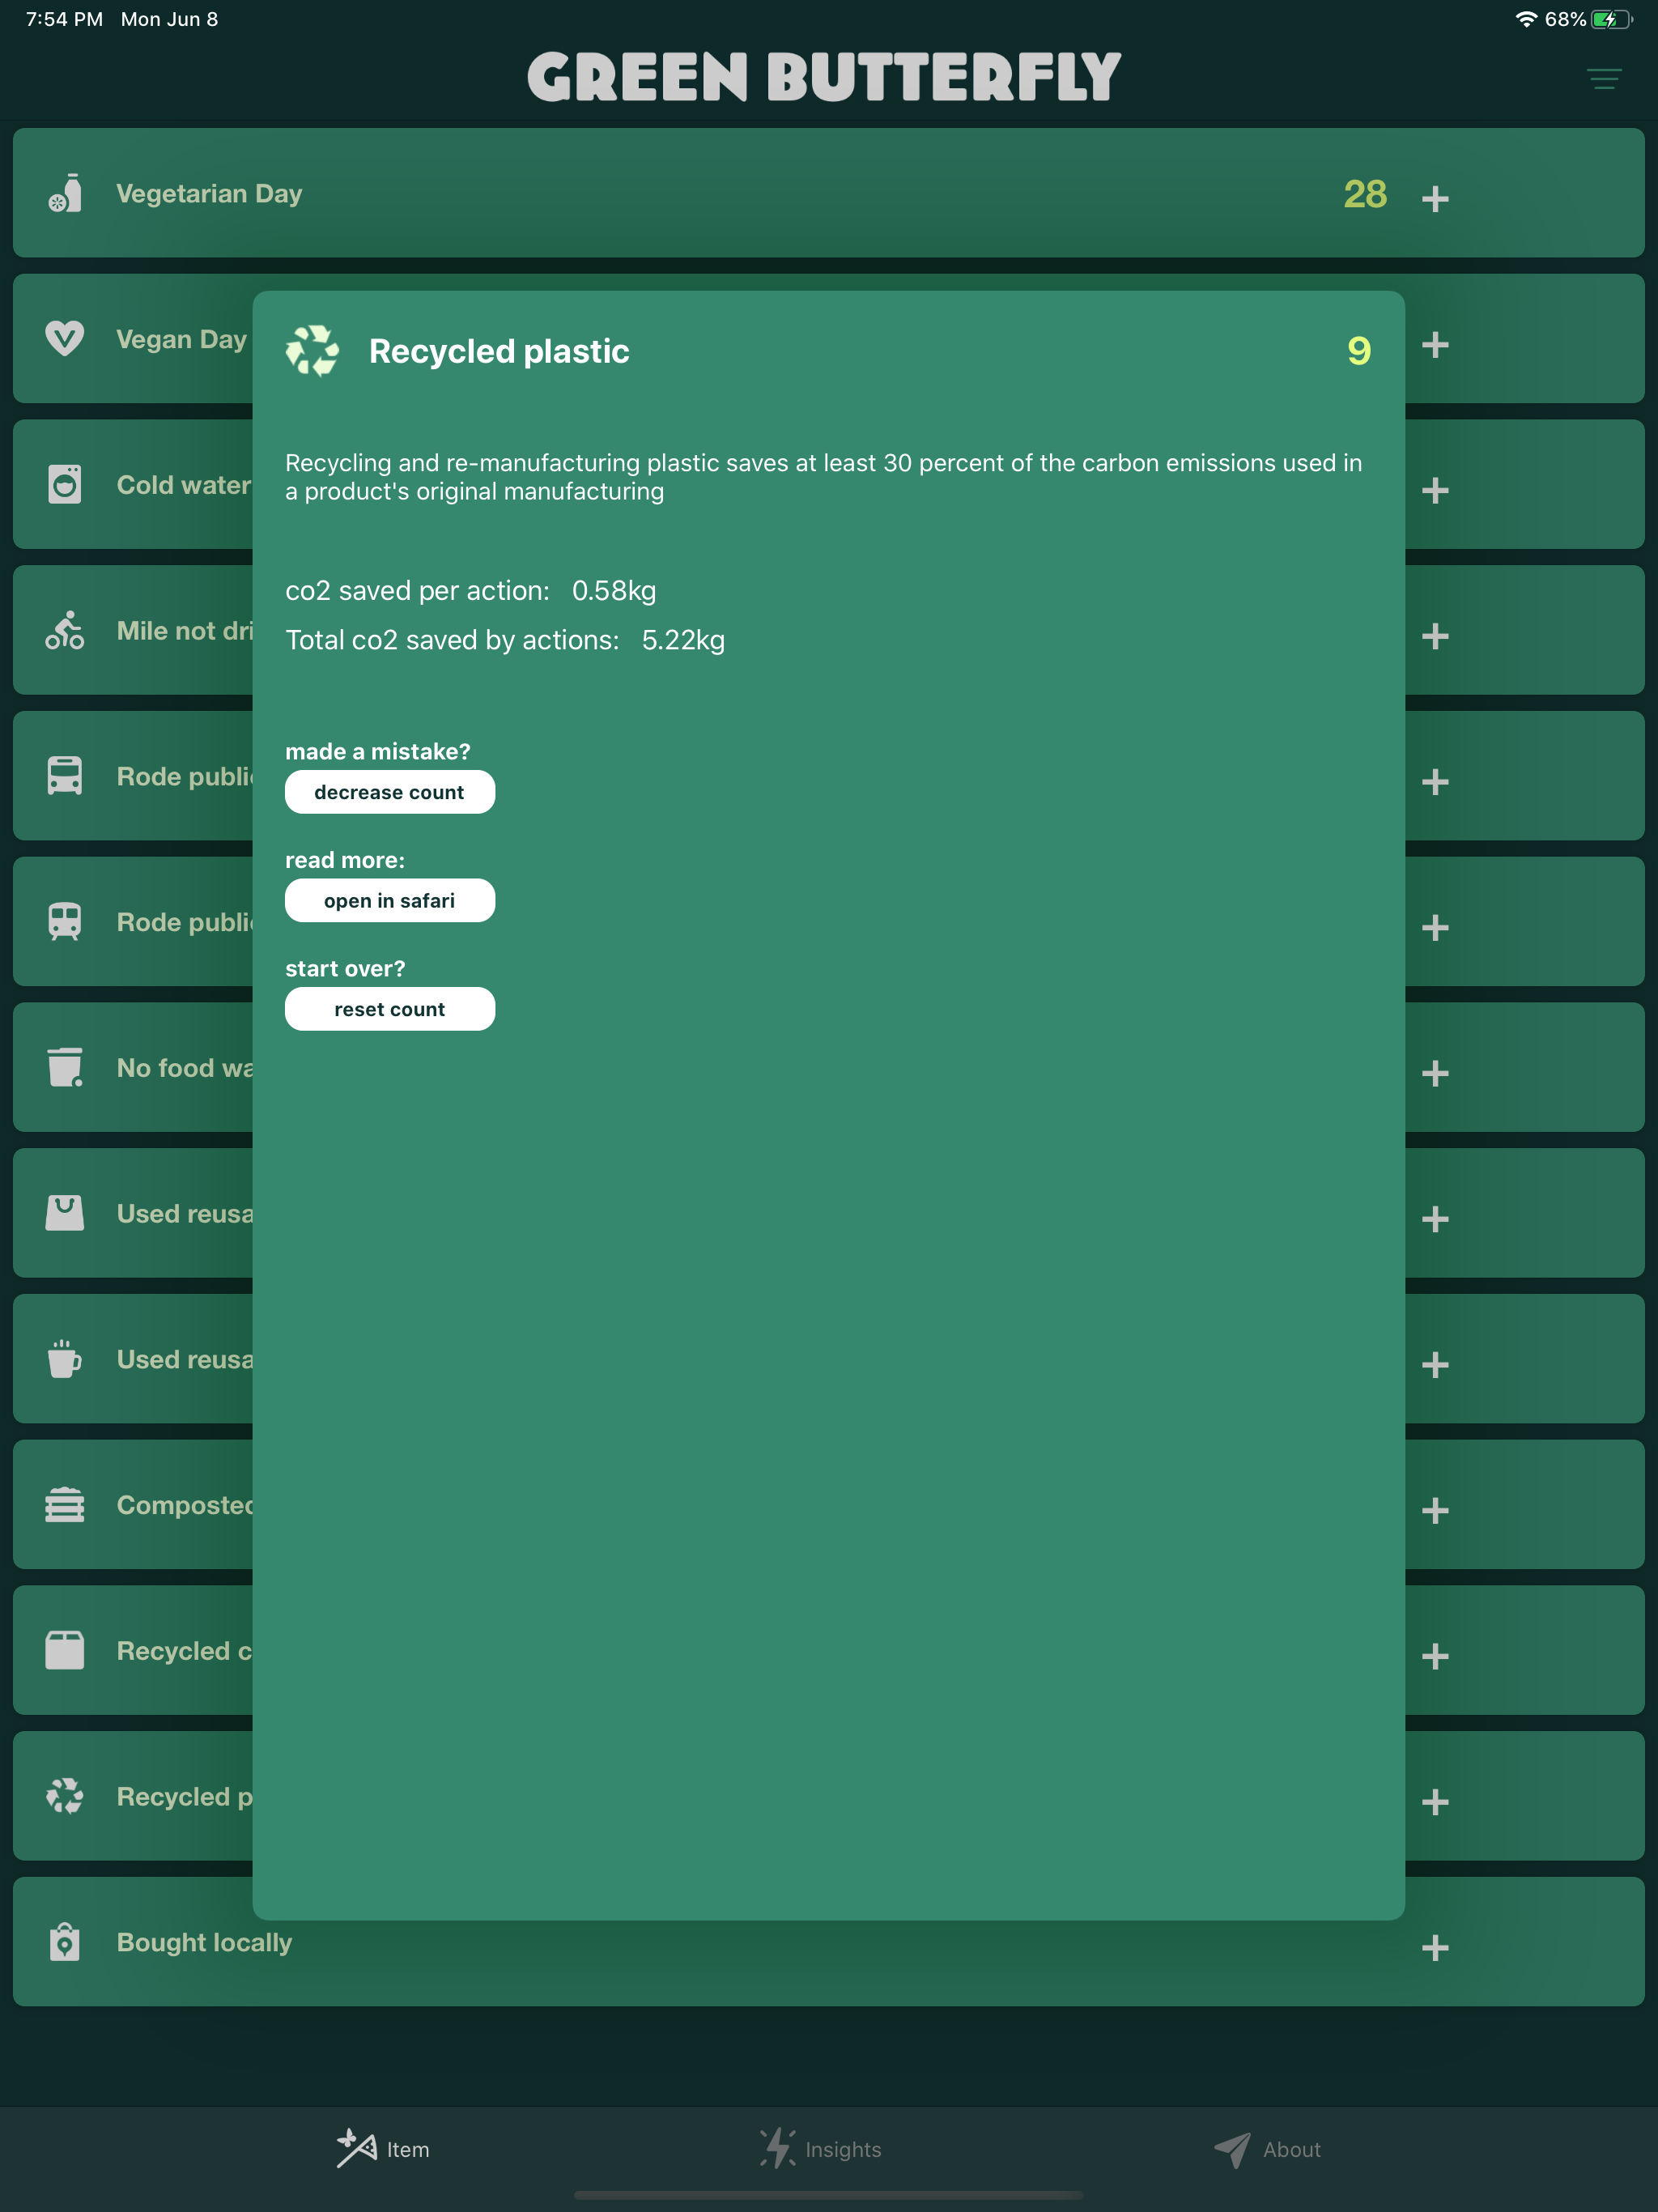 7:54 PM Mon Jun 8 68%
GREEN BUTTERFLY
Vegetarian Day 28 +
Vegan Day +
Recycled plastic 9
Recycling and re-manufacturing plastic saves at least 30 percent of the carbon emissions used in
a product's original manufacturing
Cold water +
co2 saved per action: 0.58kg
Mile not dri +
Total co2 saved by actions: 5.22kg
made a mistake?
Rode publi +
decrease count
read more:
open in safari
Rode publi +
start over?
reset count
No food wa +
Used reusa +
Used reusa +
Composted +
Recycled c +
Recycled p +
Bought locally +
Item Insights About